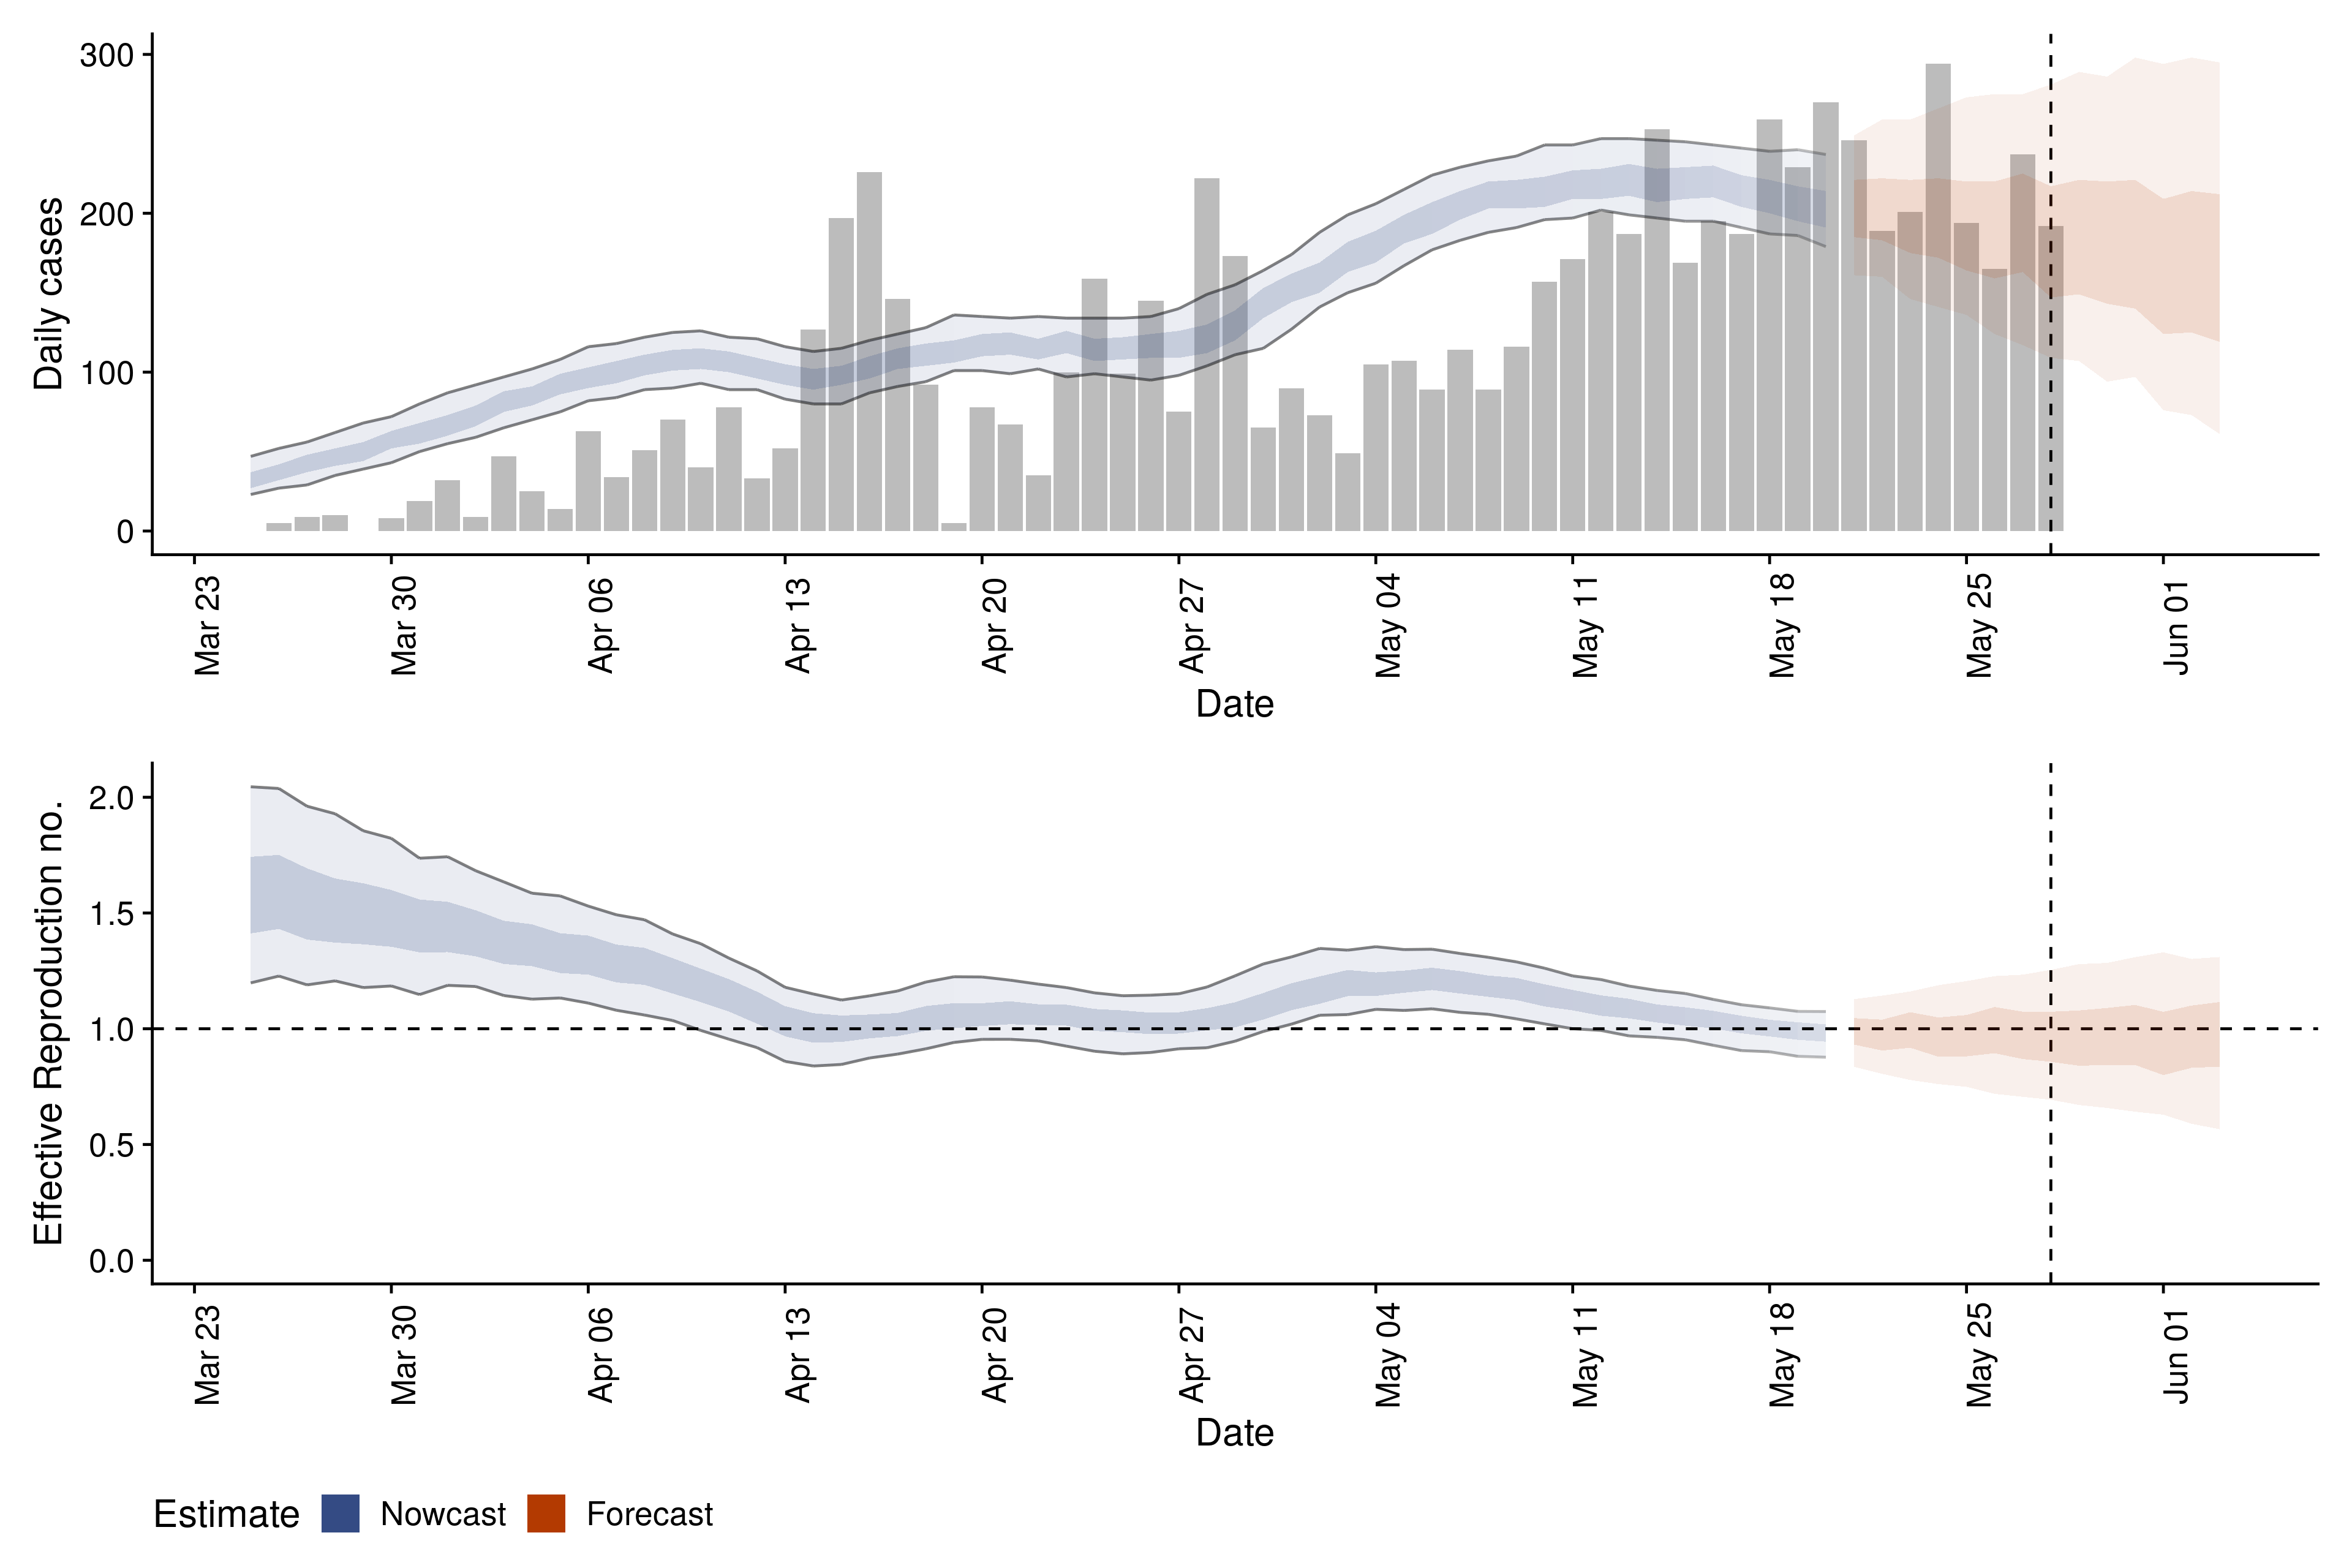 Daily cases
300
200
100
0
Mar 23
Mar 30
Apr 06
Apr 13
Apr 20
Apr 27
May 04
May 11
May 18
May 25
Jun 01
Date
Effective Reproduction no.
2.0
1.5
1.0
0.5
0.0
Mar 23
Mar 30
Apr 06
Apr 13
Apr 20
Apr 27
May 04
May 11
May 18
May 25
Jun 01
Date
Estimate Nowcast Forecast